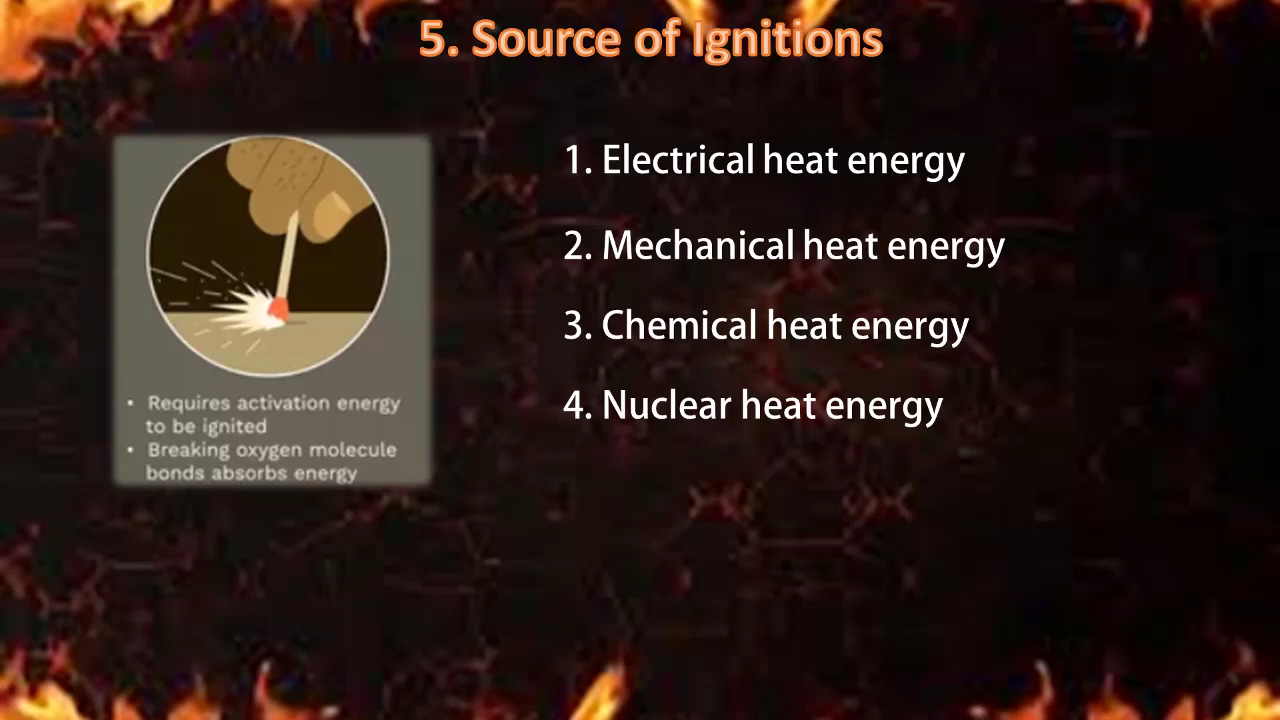 5. Source of Ignitions
1. Electrical heat energy
2. Mechanical heat energy
3. Chemical heat energy
4. Nuclear heat energy
• Requires activation energy
to be ignited
• Breaking oxygen molecule
bonds absorbs energy